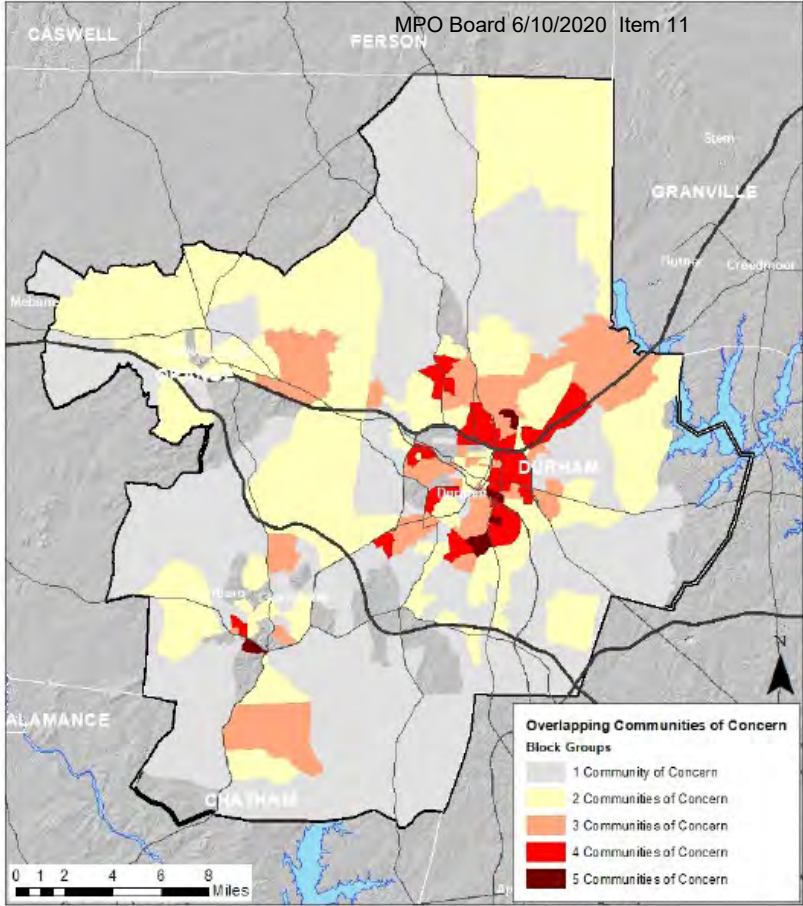 MPO Board 6/10/2020 Item 11
CASWELL
PERSON
Stem
GRANVILLE
Butner
Creedmoor
Mebane
ORANGE
DURHAM
Durham
ALAMANCE
CHATHAM
Overlapping Communities of Concern
Block Groups
1 Community of Concern
2 Communities of Concern
3 Communities of Concern
4 Communities of Concern
5 Communities of Concern
0 1 2 4 6 8
Miles
N